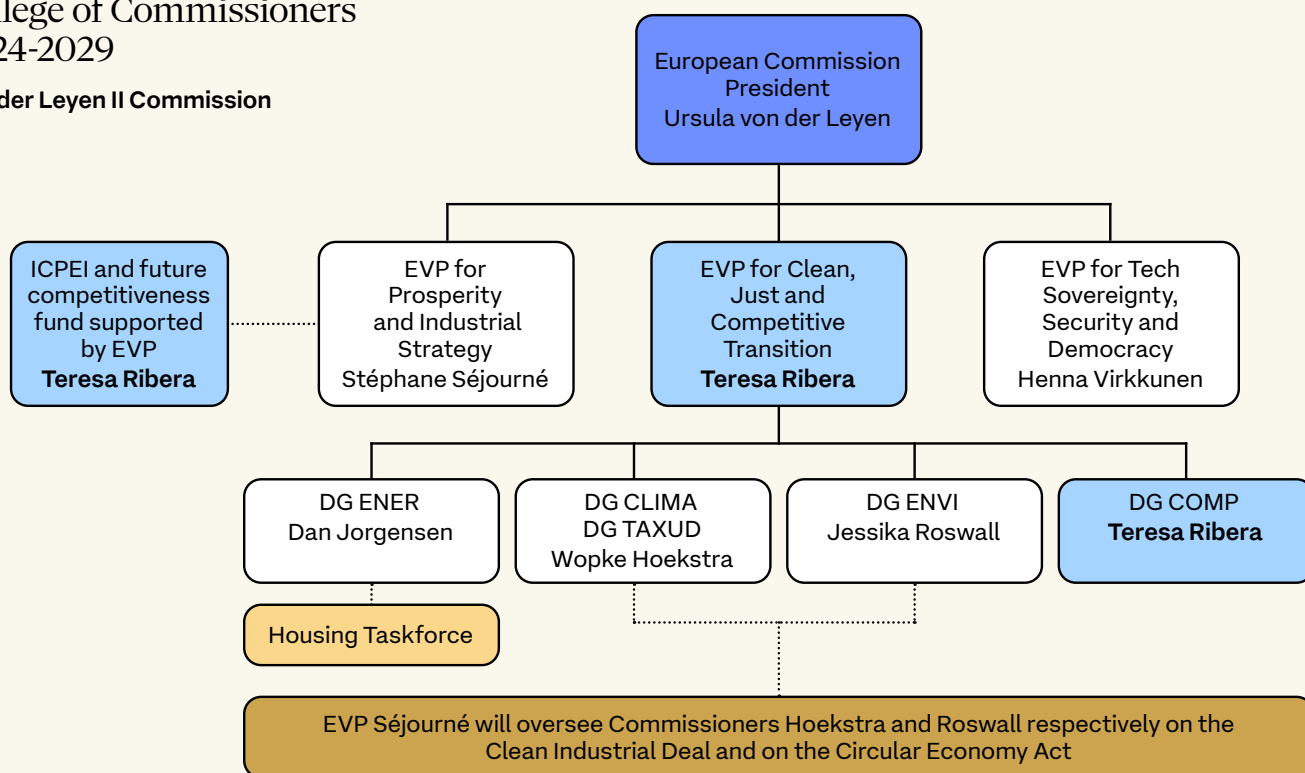 llege of Commissioners
24-2029
der Leyen II Commission
European Commission
President
Ursula von der Leyen
ICPEI and future
competitiveness
fund supported
by EVP
Teresa Ribera
EVP for
Prosperity
and Industrial
Strategy
Stéphane Séjourné
EVP for Clean,
Just and
Competitive
Transition
Teresa Ribera
EVP for Tech
Sovereignty,
Security and
Democracy
Henna Virkkunen
DG ENER
Dan Jorgensen
DG CLIMA
DG TAXUD
Wopke Hoekstra
DG ENVI
Jessika Roswall
DG COMP
Teresa Ribera
Housing Taskforce
EVP Séjourné will oversee Commissioners Hoekstra and Roswall respectively on the
Clean Industrial Deal and on the Circular Economy Act